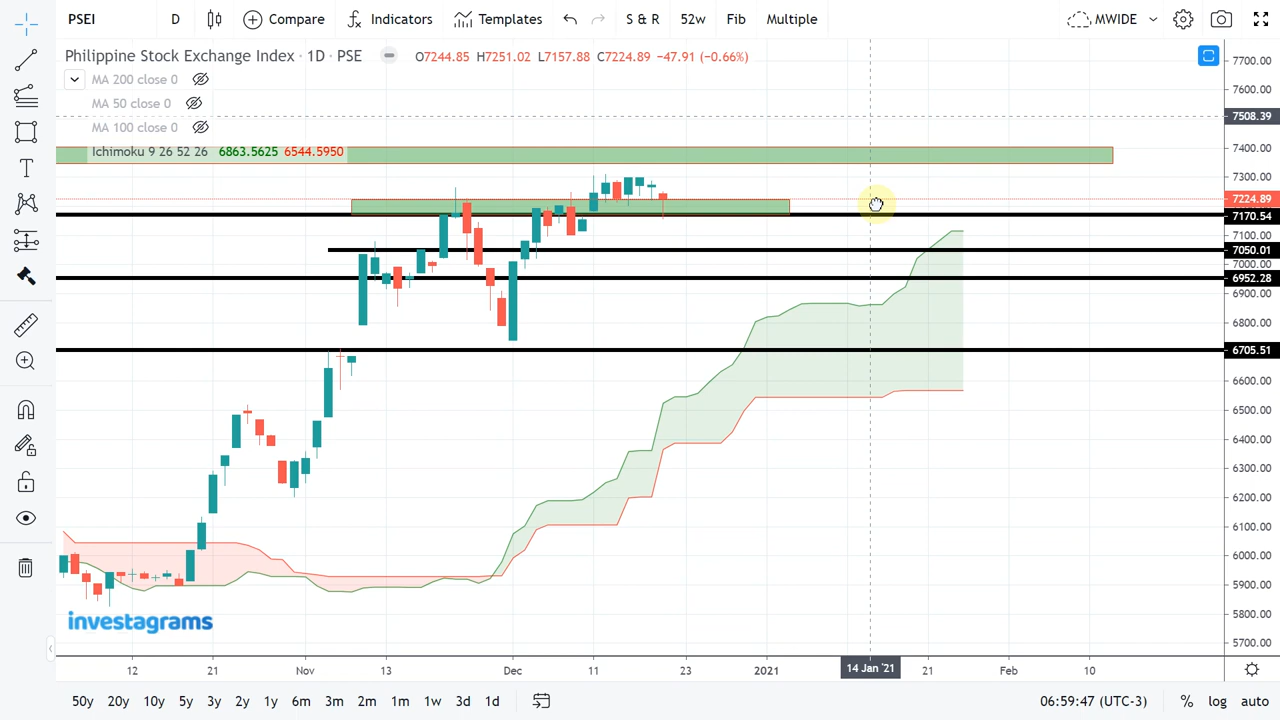 PSEI D Compare Indicators Templates S & R 52w Fib Multiple MWIDE
Philippine Stock Exchange Index · 1D · PSE O7244.85 H7251.02 L7157.88 C7224.89 −47.91 (−0.66%)
MA 200 close 0
MA 50 close 0
MA 100 close 0
Ichimoku 9 26 52 26 6863.5625 6544.5950
7700.00
7600.00
7508.39
7400.00
7300.00
7224.89
7170.54
7100.00
7050.01
7000.00
6952.28
6900.00
6800.00
6705.51
6600.00
6500.00
6400.00
6300.00
6200.00
6100.00
6000.00
5900.00
5800.00
5700.00
investagrams
12 21 Nov 13 Dec 11 23 2021 14 Jan '21 21 Feb 10
50y 20y 10y 5y 3y 2y 1y 6m 3m 2m 1m 1w 3d 1d 06:59:47 (UTC-3) % log auto